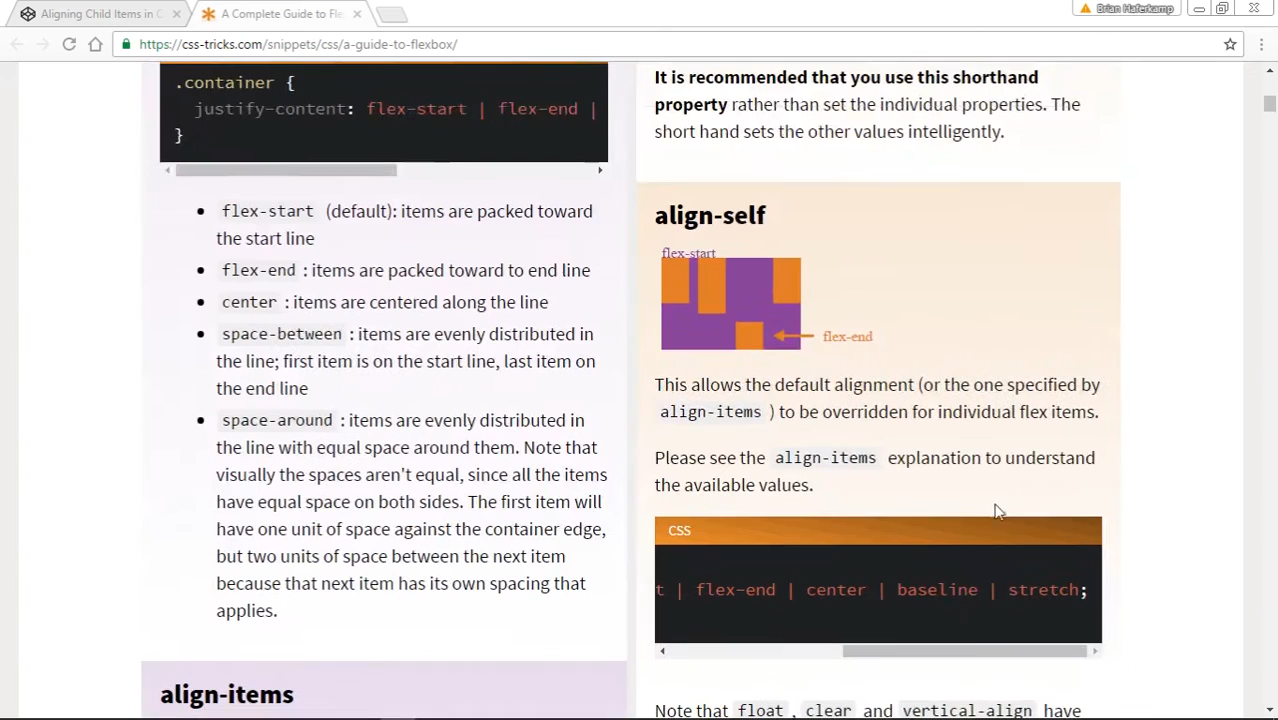 Aligning Child Items in C
A Complete Guide to Fle
Brian Haferkamp
https://css-tricks.com/snippets/css/a-guide-to-flexbox/
.container {
justify-content: flex-start | flex-end |
}
flex-start (default): items are packed toward
the start line
flex-end : items are packed toward to end line
center : items are centered along the line
space-between : items are evenly distributed in
the line; first item is on the start line, last item on
the end line
space-around : items are evenly distributed in
the line with equal space around them. Note that
visually the spaces aren't equal, since all the items
have equal space on both sides. The first item will
have one unit of space against the container edge,
but two units of space between the next item
because that next item has its own spacing that
applies.
align-items
It is recommended that you use this shorthand
property rather than set the individual properties. The
short hand sets the other values intelligently.
align-self
flex-start
flex-end
This allows the default alignment (or the one specified by
align-items ) to be overridden for individual flex items.
Please see the align-items explanation to understand
the available values.
CSS
t | flex-end | center | baseline | stretch;
Note that float , clear and vertical-align have